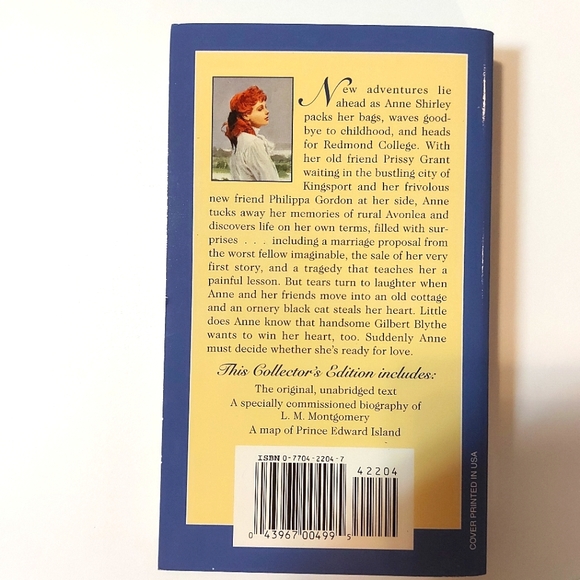 New adventures lie
ahead as Anne Shirley
packs her bags, waves good-
bye to childhood, and heads
for Redmond College. With
her old friend Prissy Grant
waiting in the bustling city of
Kingsport and her frivolous
new friend Philippa Gordon at her side, Anne
tucks away her memories of rural Avonlea and
discovers life on her own terms, filled with sur-
prises . . . including a marriage proposal from
the worst fellow imaginable, the sale of her very
first story, and a tragedy that teaches her a
painful lesson. But tears turn to laughter when
Anne and her friends move into an old cottage
and an ornery black cat steals her heart. Little
does Anne know that handsome Gilbert Blythe
wants to win her heart, too. Suddenly Anne
must decide whether she's ready for love.
This Collector's Edition includes:
The original, unabridged text
A specially commissioned biography of
L. M. Montgomery
A map of Prince Edward Island
ISBN 0-7704-2204-7
42204
0 43967 00499 5
COVER PRINTED IN USA